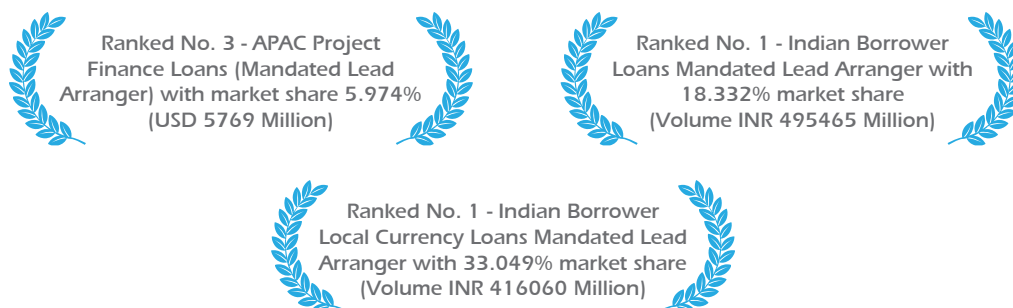 Ranked No. 3 - APAC Project
Finance Loans (Mandated Lead
Arranger) with market share 5.974%
(USD 5769 Million)
Ranked No. 1 - Indian Borrower
Loans Mandated Lead Arranger with
18.332% market share
(Volume INR 495465 Million)
Ranked No. 1 - Indian Borrower
Local Currency Loans Mandated Lead
Arranger with 33.049% market share
(Volume INR 416060 Million)